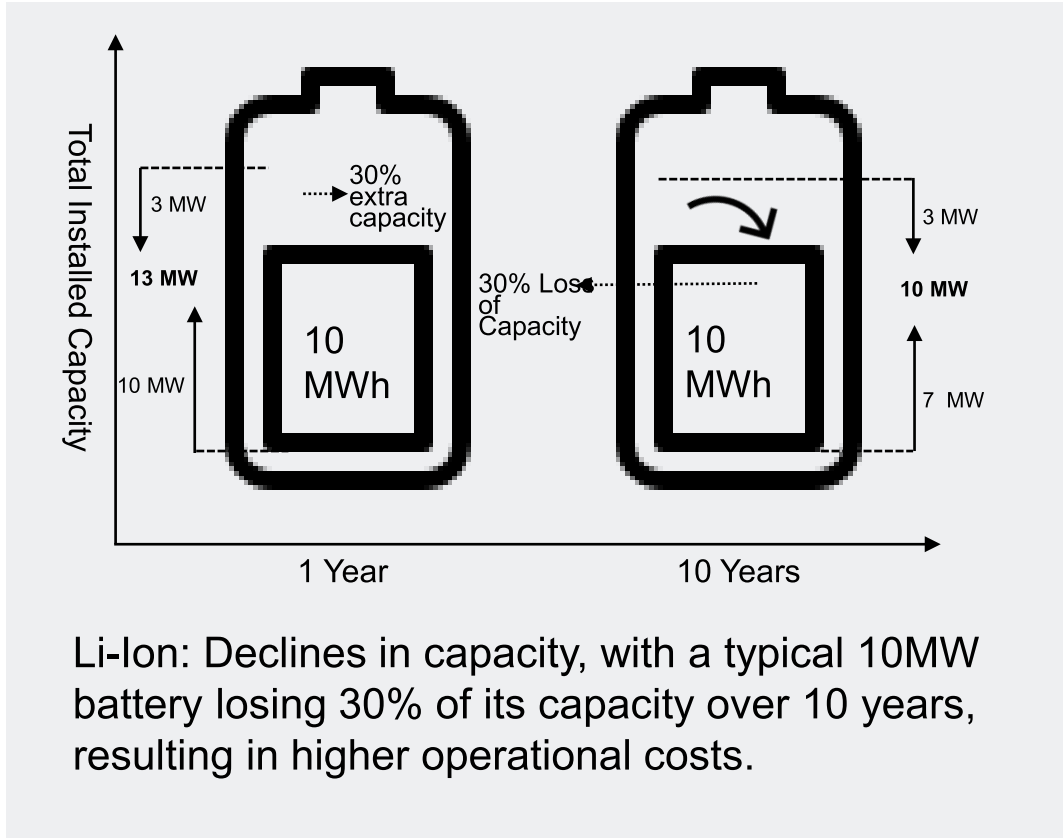 Total Installed Capacity
3 MW
13 MW
10 MW
30%
extra
capacity
10
MWh
30% Loss
of
Capacity
10
MWh
3 MW
10 MW
7 MW
1 Year
10 Years
Li-Ion: Declines in capacity, with a typical 10MW
battery losing 30% of its capacity over 10 years,
resulting in higher operational costs.